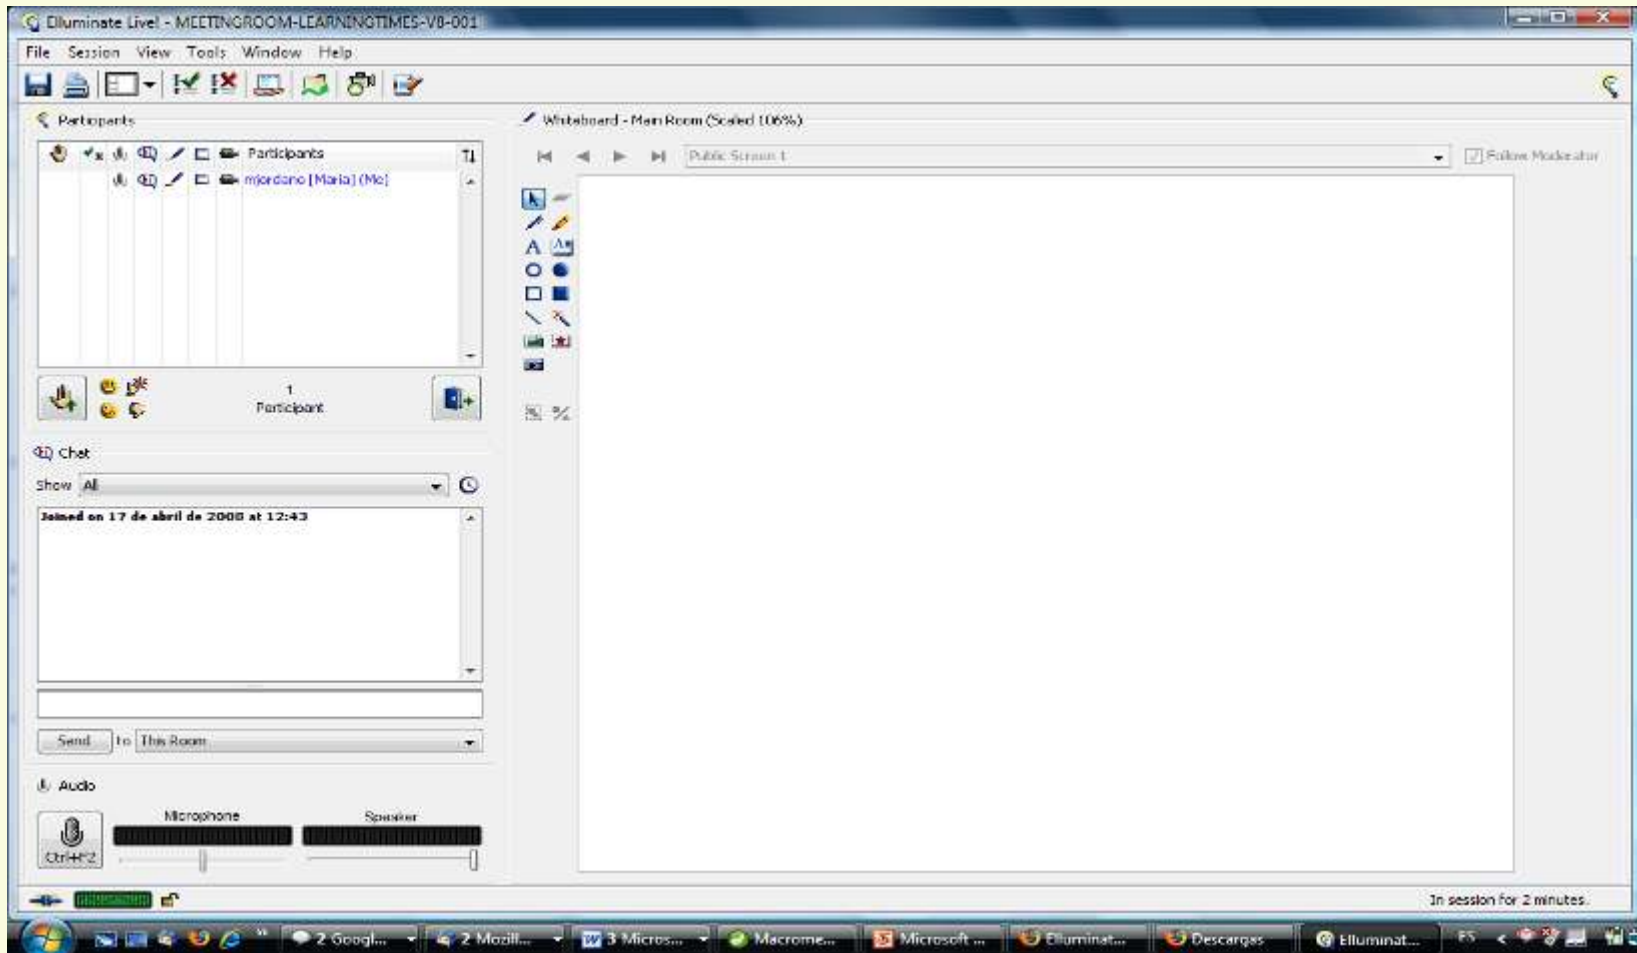 Elluminate Live! - MEETINGROOM-LEARNINGTIMES-V8-001
File Session View Tools Window Help
Participants
Participants
mjordano [Maria] (Me)
1
Participant
Chat
Show All
Joined on 17 de abril de 2008 at 12:43
Send to This Room
Audio
Microphone Speaker
Ctrl+F2
Whiteboard - Main Room (Scaled 106%)
Public Screen 1 Follow Moderator
In session for 2 minutes.
2 Googl... 2 Mozill... 3 Micros... Macrome... Microsoft ... Elluminat... Descargas Elluminat... ES